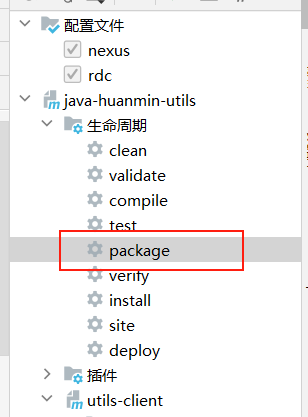 配置文件
nexus
rdc
java-huanmin-utils
生命周期
clean
validate
compile
test
package
verify
install
site
deploy
插件
utils-client